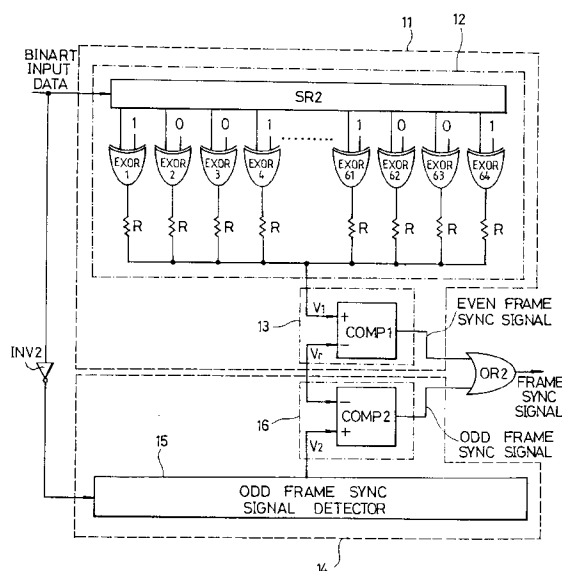 11
12
BINART
INPUT
DATA
SR2
1 0 0 1 ........ 1 0 0 1
EXOR 1
EXOR 2
EXOR 3
EXOR 4
EXOR 61
EXOR 62
EXOR 63
EXOR 64
R R R R R R R R
13
V1
+
COMP1
-
Vr
EVEN FRAME
SYNC SIGNAL
INV2
OR2
FRAME
SYNC
SIGNAL
16
-
COMP2
+
V2
ODD FRAME
SYNC SIGNAL
15
ODD FRAME SYNC
SIGNAL DETECTOR
14